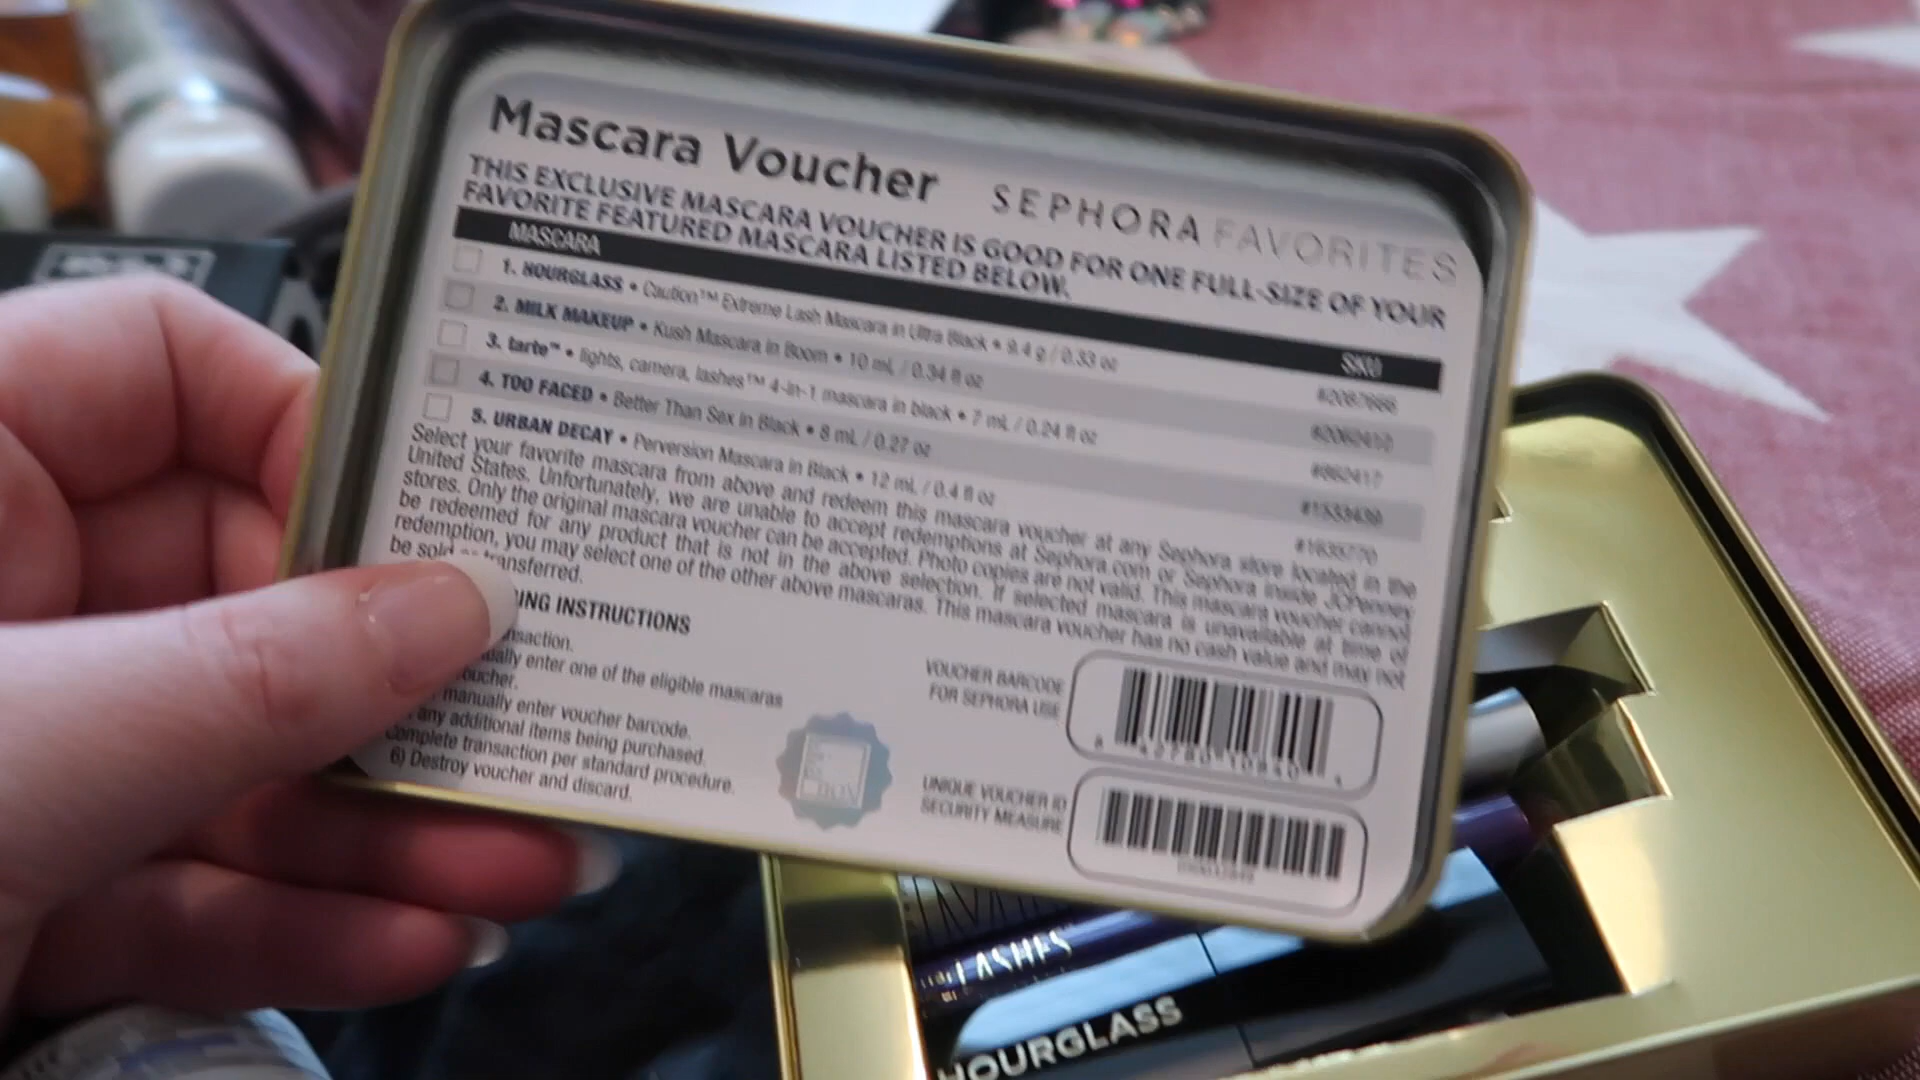 Mascara Voucher SEPHORA FAVORITES
THIS EXCLUSIVE MASCARA VOUCHER IS GOOD FOR ONE FULL-SIZE OF YOUR
FAVORITE FEATURED MASCARA LISTED BELOW.
MASCARA SKU
1. HOURGLASS • Caution™ Extreme Lash Mascara in Ultra Black • 9.4 g / 0.33 oz
2. MILK MAKEUP • Kush Mascara in Boom • 10 mL / 0.34 fl oz
3. tarte™ • lights, camera, lashes™ 4-in-1 mascara in black • 7 mL / 0.24 fl oz
4. TOO FACED • Better Than Sex in Black • 8 mL / 0.27 oz
5. URBAN DECAY • Perversion Mascara in Black • 12 mL / 0.4 fl oz
Select your favorite mascara from above and redeem this mascara voucher at any Sephora store located in the
United States. Unfortunately, we are unable to accept redemptions at Sephora.com or Sephora inside JCPenney
stores. Only the original mascara voucher can be accepted. Photo copies are not valid. This mascara voucher cannot
be redeemed for any product that is not in the above selection. If selected mascara is unavailable at time of
redemption, you may select one of the other above mascaras. This mascara voucher has no cash value and may not
be sold or transferred.
ING INSTRUCTIONS
nsaction.
ually enter one of the eligible mascaras
oucher.
manually enter voucher barcode.
any additional items being purchased.
Complete transaction per standard procedure.
6) Destroy voucher and discard.
VOUCHER BARCODE
FOR SEPHORA USE
UNIQUE VOUCHER ID
SECURITY MEASURE
LASHES
HOURGLASS